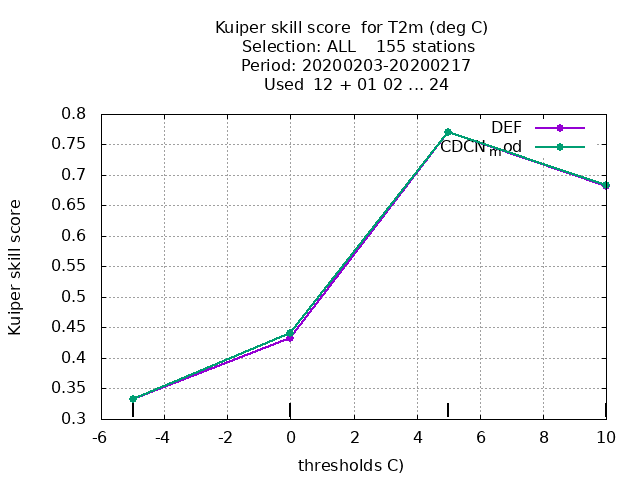 Kuiper skill score  for T2m (deg C)
Selection: ALL    155 stations
Period: 20200203-20200217
Used  12 + 01 02 ... 24
0.8
0.75
0.7
0.65
0.6
0.55
0.5
0.45
0.4
0.35
0.3
Kuiper skill score
DEF
CDCNmod
-6 -4 -2 0 2 4 6 8 10
thresholds C)